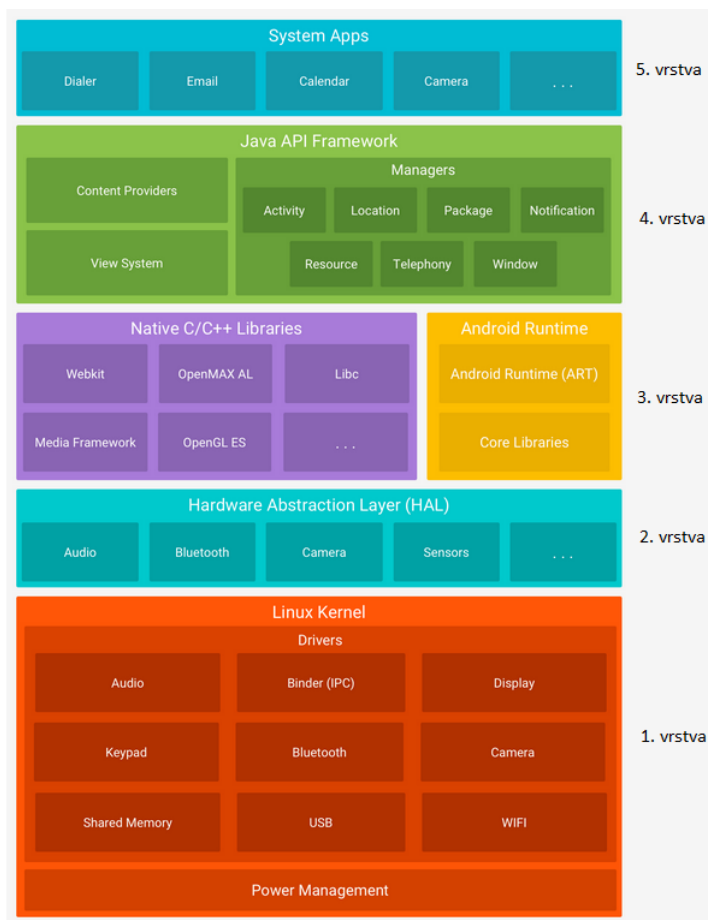 System Apps
Dialer Email Calendar Camera . . .
5. vrstva
Java API Framework
Content Providers
View System
Managers
Activity Location Package Notification
Resource Telephony Window
4. vrstva
Native C/C++ Libraries
Webkit OpenMAX AL Libc
Media Framework OpenGL ES . . .
Android Runtime
Android Runtime (ART)
Core Libraries
3. vrstva
Hardware Abstraction Layer (HAL)
Audio Bluetooth Camera Sensors . . .
2. vrstva
Linux Kernel
Drivers
Audio Binder (IPC) Display
Keypad Bluetooth Camera
Shared Memory USB WIFI
Power Management
1. vrstva